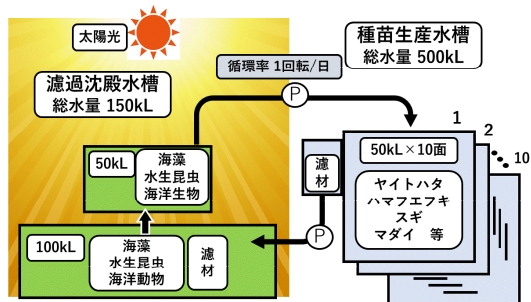 太陽光
種苗生産水槽
総水量 500kL
循環率 1回転/日
濾過沈殿水槽
総水量 150kL
P
1
2
10
50kL×10面
50kL
海藻
水生昆虫
海洋生物
濾
材
ヤイトハタ
ハマフエフキ
スギ
マダイ 等
P
100kL
海藻
水生昆虫
海洋動物
濾
材